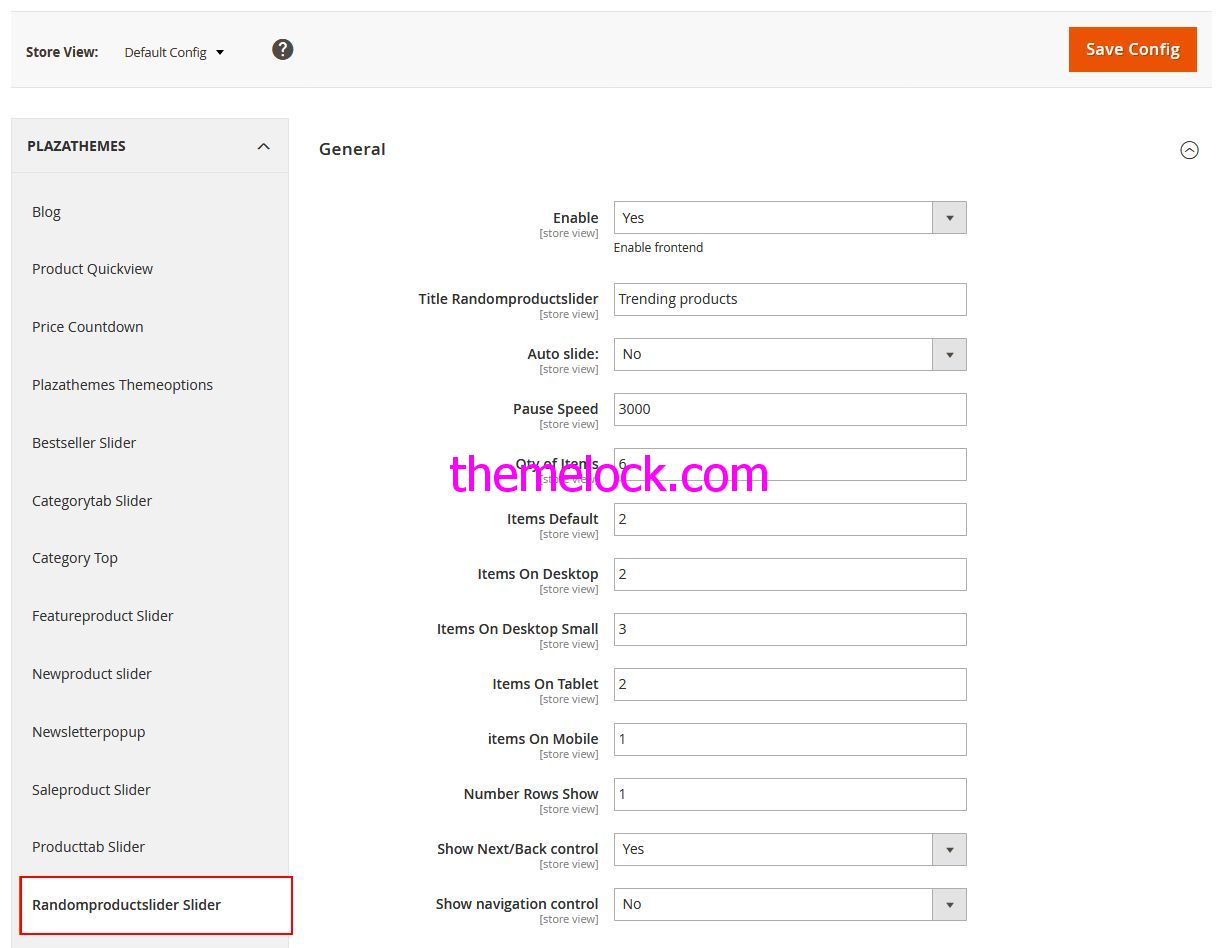 Store View: Default Config ?
Save Config
PLAZATHEMES
Blog
Product Quickview
Price Countdown
Plazathemes Themeoptions
Bestseller Slider
Categorytab Slider
Category Top
Featureproduct Slider
Newproduct slider
Newsletterpopup
Saleproduct Slider
Producttab Slider
Randomproductslider Slider
General
Enable Yes
[store view]
Enable frontend
Title Randomproductslider Trending products
[store view]
Auto slide: No
[store view]
Pause Speed 3000
[store view]
Qty of Items 6
[store view]
themelock.com
Items Default 2
[store view]
Items On Desktop 2
[store view]
Items On Desktop Small 3
[store view]
Items On Tablet 2
[store view]
items On Mobile 1
[store view]
Number Rows Show 1
[store view]
Show Next/Back control Yes
[store view]
Show navigation control No
[store view]